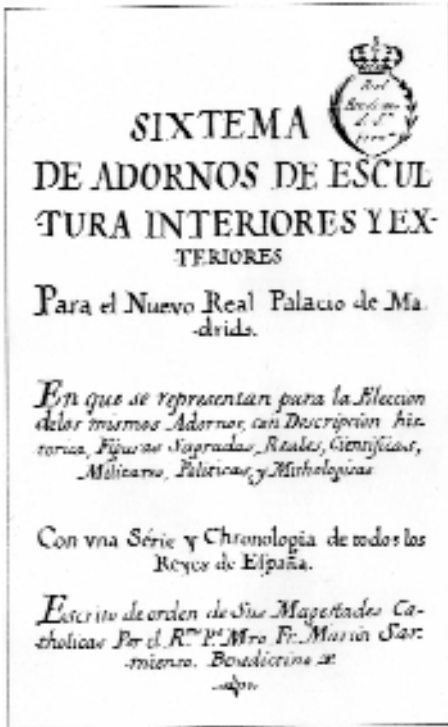 Real
SIXTEMA
DE ADORNOS DE ESCUL
TURA INTERIORES Y EX-
TERIORES
Para el Nuevo Real Palacio de Ma.
drid.
En que se representan para la Eleccion
delos mismos Adornos, con Descripcion his-
torica, Figuras Sagradas, Reales, Cientificas,
Militares, Politicas, y Mithologicas
Con vna Série y Chronologia de todos los
Reyes de España.
Escrito de orden de Sus Magestades Ca-
tholicas Por el R.mo P.e Mro Fr. Martin Sar-
miento. Benedictino